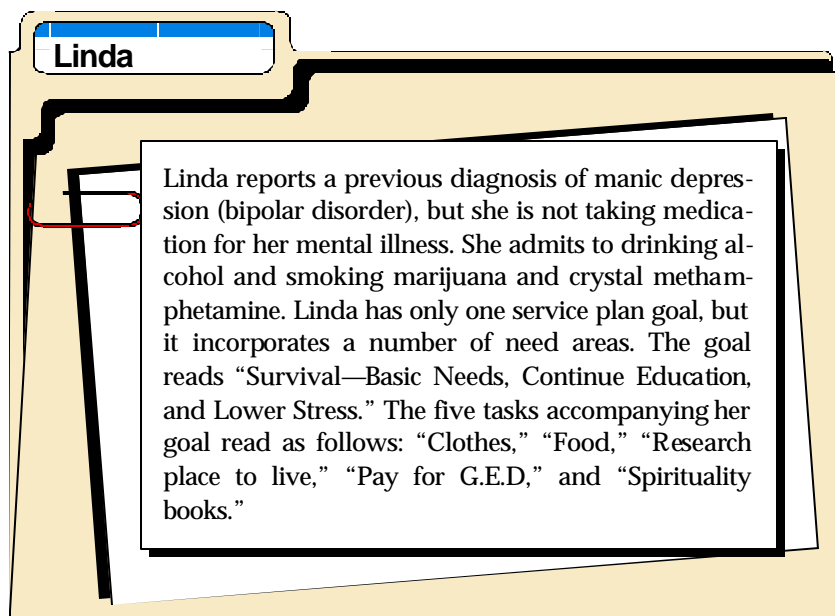 Linda
Linda reports a previous diagnosis of manic depres-
sion (bipolar disorder), but she is not taking medica-
tion for her mental illness. She admits to drinking al-
cohol and smoking marijuana and crystal metham-
phetamine. Linda has only one service plan goal, but
it incorporates a number of need areas. The goal
reads “Survival—Basic Needs, Continue Education,
and Lower Stress.” The five tasks accompanying her
goal read as follows: “Clothes,” “Food,” “Research
place to live,” “Pay for G.E.D,” and “Spirituality
books.”